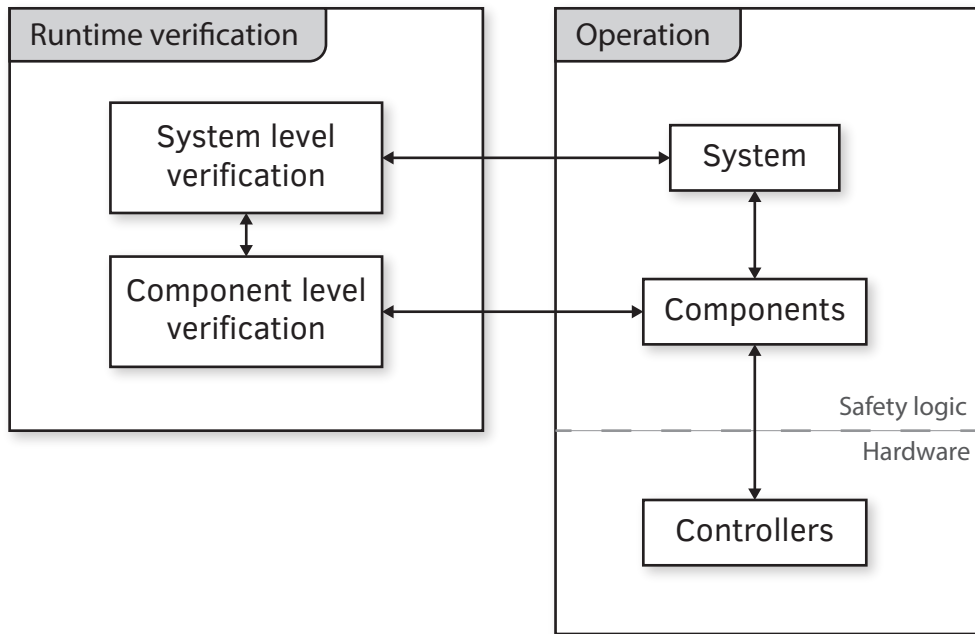 Runtime verification
System level
verification
Component level
verification
Operation
System
Components
Safety logic
Hardware
Controllers